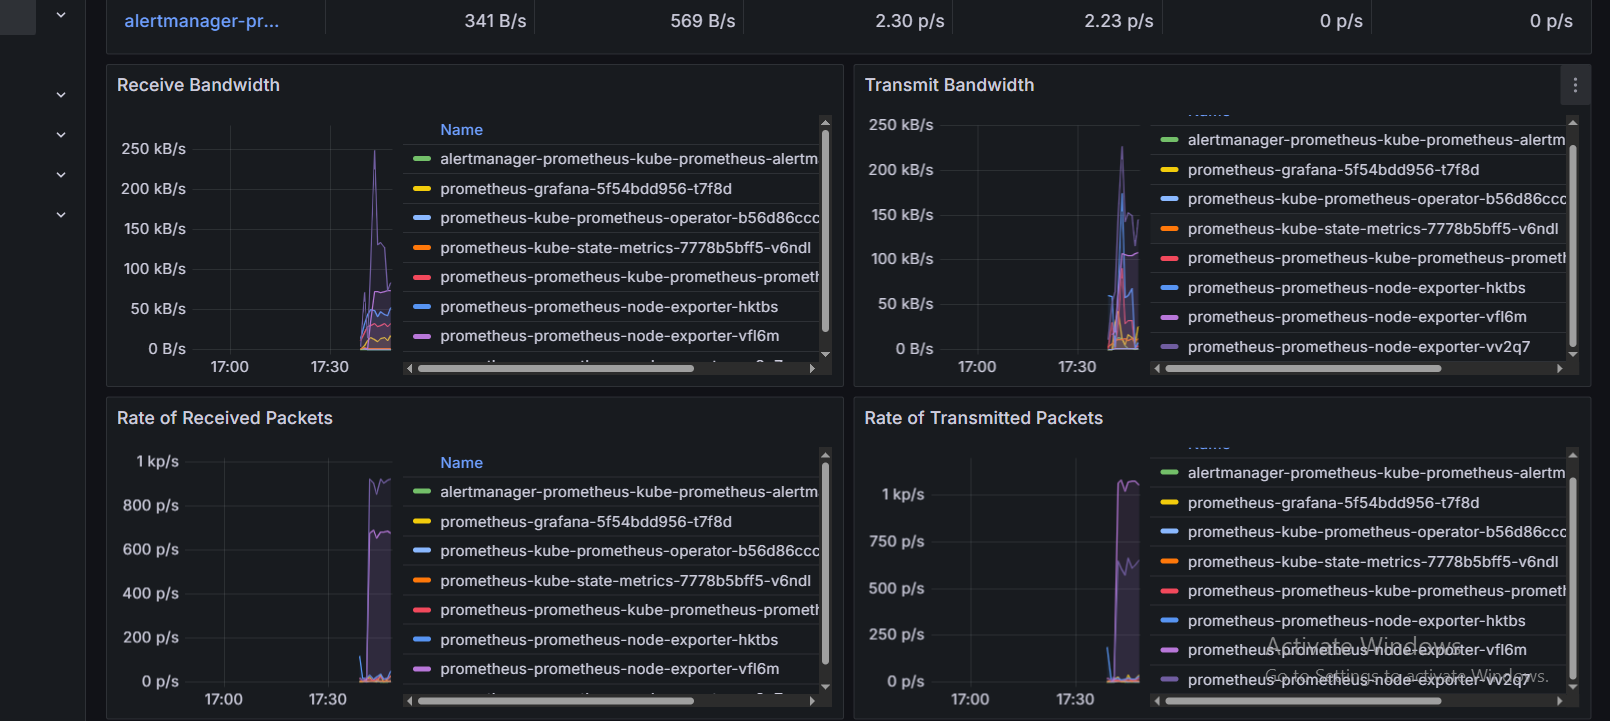 alertmanager-pr... 341 B/s 569 B/s 2.30 p/s 2.23 p/s 0 p/s 0 p/s
Receive Bandwidth
Name
250 kB/s
200 kB/s
150 kB/s
100 kB/s
50 kB/s
0 B/s
17:00 17:30
alertmanager-prometheus-kube-prometheus-alertm
prometheus-grafana-5f54bdd956-t7f8d
prometheus-kube-prometheus-operator-b56d86ccc
prometheus-kube-state-metrics-7778b5bff5-v6ndl
prometheus-prometheus-kube-prometheus-prometh
prometheus-prometheus-node-exporter-hktbs
prometheus-prometheus-node-exporter-vfl6m
Transmit Bandwidth
250 kB/s
200 kB/s
150 kB/s
100 kB/s
50 kB/s
0 B/s
17:00 17:30
alertmanager-prometheus-kube-prometheus-alertm
prometheus-grafana-5f54bdd956-t7f8d
prometheus-kube-prometheus-operator-b56d86ccc
prometheus-kube-state-metrics-7778b5bff5-v6ndl
prometheus-prometheus-kube-prometheus-prometh
prometheus-prometheus-node-exporter-hktbs
prometheus-prometheus-node-exporter-vfl6m
prometheus-prometheus-node-exporter-vv2q7
Rate of Received Packets
Name
1 kp/s
800 p/s
600 p/s
400 p/s
200 p/s
0 p/s
17:00 17:30
alertmanager-prometheus-kube-prometheus-alertm
prometheus-grafana-5f54bdd956-t7f8d
prometheus-kube-prometheus-operator-b56d86ccc
prometheus-kube-state-metrics-7778b5bff5-v6ndl
prometheus-prometheus-kube-prometheus-prometh
prometheus-prometheus-node-exporter-hktbs
prometheus-prometheus-node-exporter-vfl6m
Rate of Transmitted Packets
1 kp/s
750 p/s
500 p/s
250 p/s
0 p/s
17:00 17:30
alertmanager-prometheus-kube-prometheus-alertm
prometheus-grafana-5f54bdd956-t7f8d
prometheus-kube-prometheus-operator-b56d86ccc
prometheus-kube-state-metrics-7778b5bff5-v6ndl
prometheus-prometheus-kube-prometheus-prometh
prometheus-prometheus-node-exporter-hktbs
prometheus-prometheus-node-exporter-vfl6m
prometheus-prometheus-node-exporter-vv2q7
Activate Windows
Go to Settings to activate Windows.